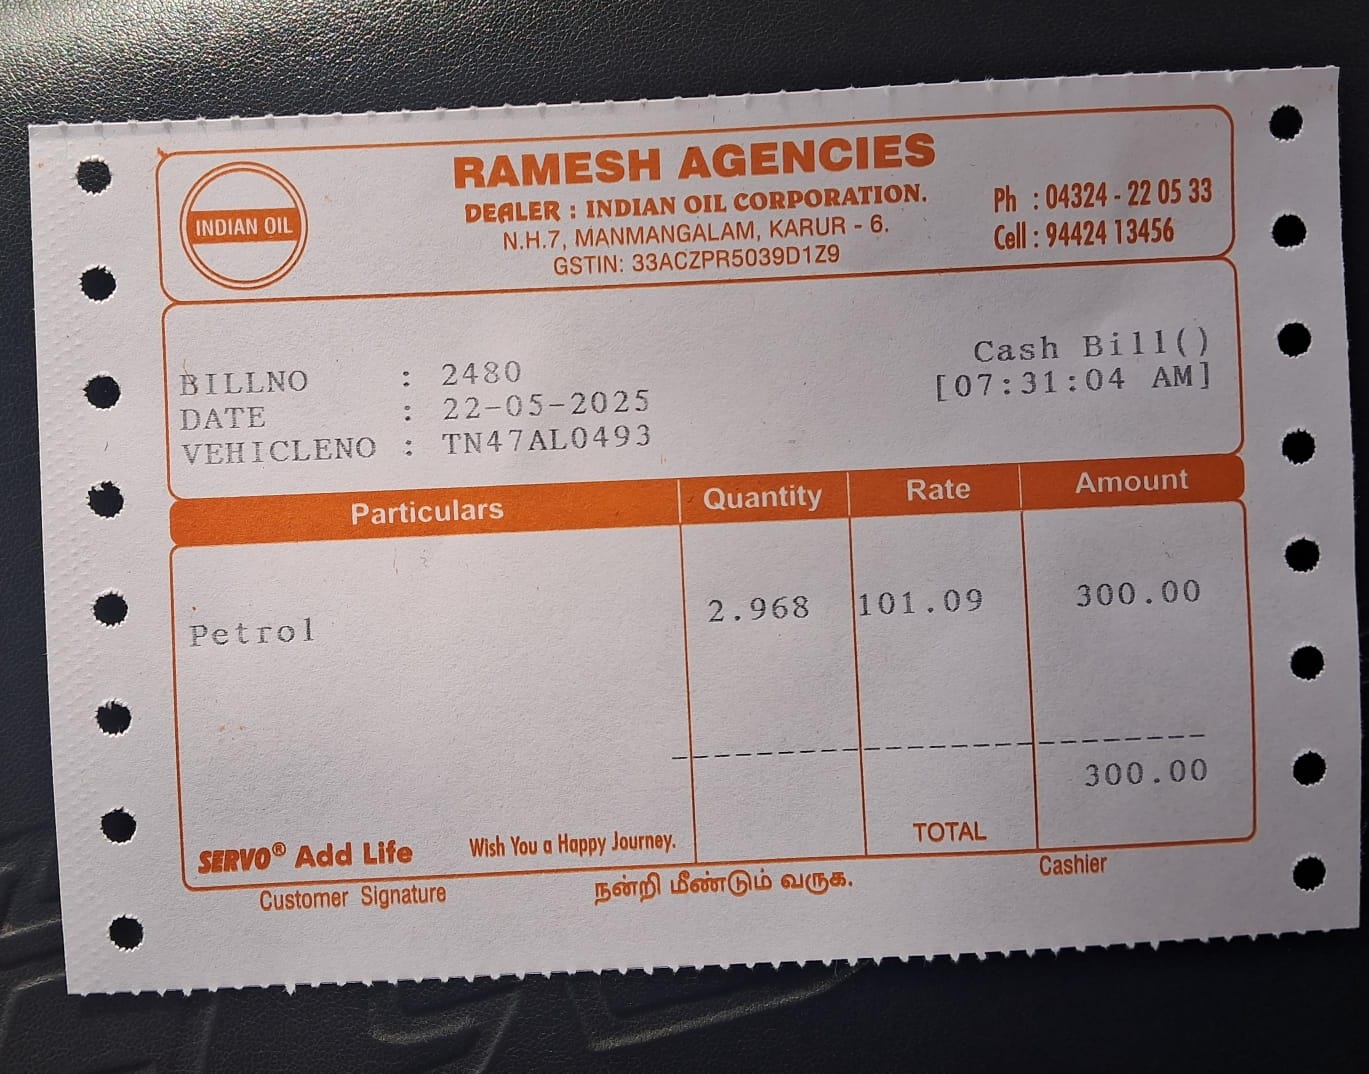 INDIAN OIL
RAMESH AGENCIES
DEALER : INDIAN OIL CORPORATION.
N.H.7, MANMANGALAM, KARUR - 6.
GSTIN: 33ACZPR5039D1Z9
Ph : 04324 - 22 05 33
Cell : 94424 13456
Cash Bill()
[07:31:04 AM]
BILLNO : 2480
DATE : 22-05-2025
VEHICLENO : TN47AL0493
Particulars Quantity Rate Amount
Petrol 2.968 101.09 300.00
300.00
TOTAL
SERVO® Add Life Wish You a Happy Journey.
Customer Signature நன்றி மீண்டும் வருக. Cashier